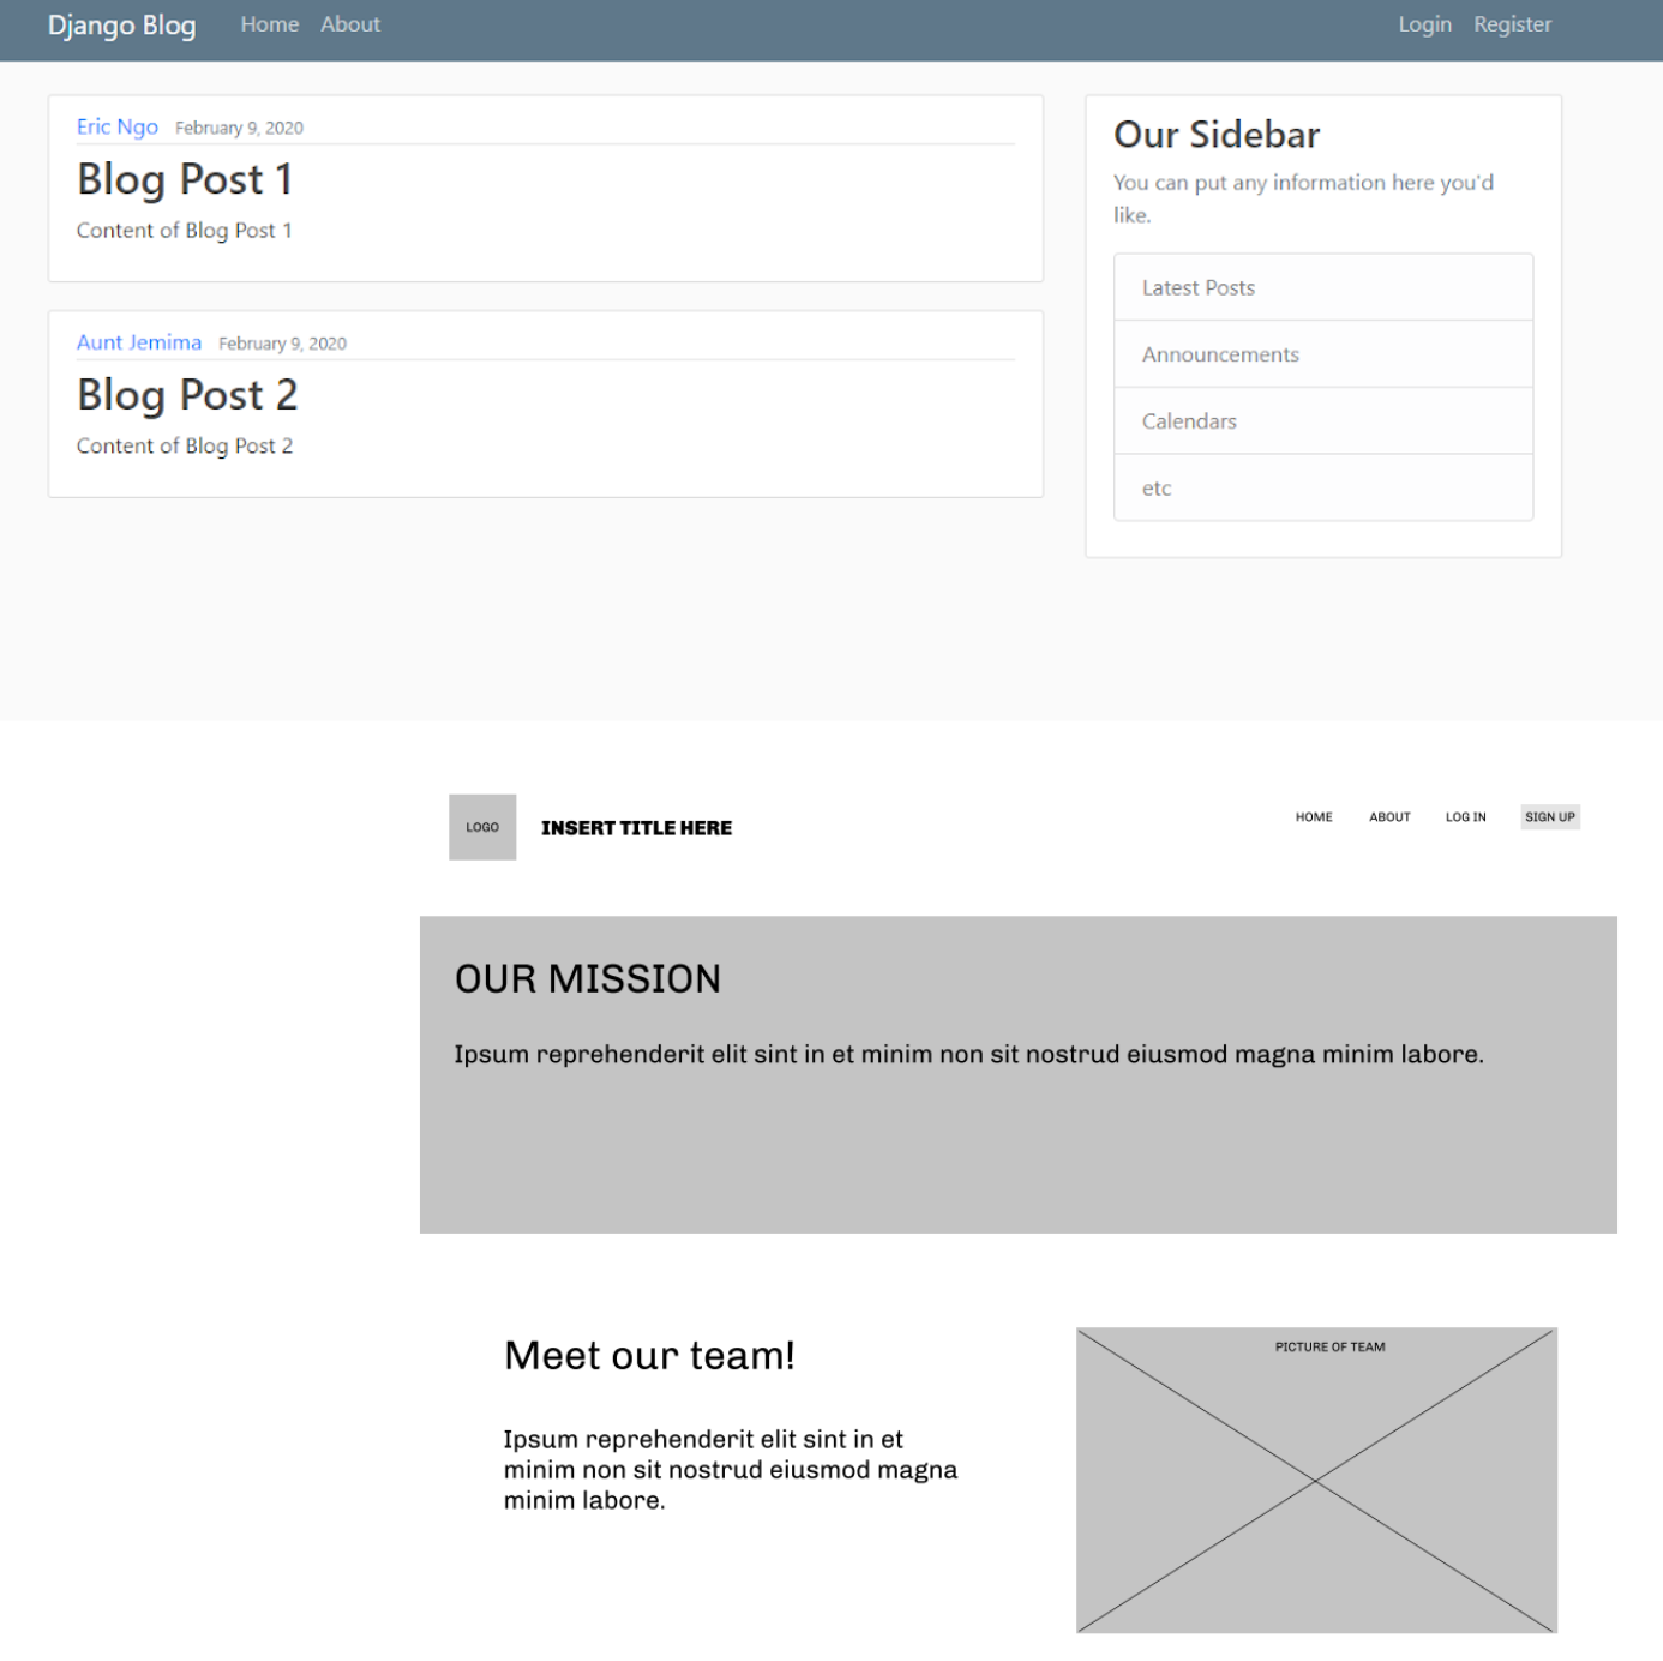 Django Blog Home About Login Register
Eric Ngo February 9, 2020
Blog Post 1
Content of Blog Post 1
Aunt Jemima February 9, 2020
Blog Post 2
Content of Blog Post 2
Our Sidebar
You can put any information here you'd
like.
Latest Posts
Announcements
Calendars
etc
LOGO
INSERT TITLE HERE
HOME ABOUT LOG IN SIGN UP
OUR MISSION
Ipsum reprehenderit elit sint in et minim non sit nostrud eiusmod magna minim labore.
Meet our team!
Ipsum reprehenderit elit sint in et
minim non sit nostrud eiusmod magna
minim labore.
PICTURE OF TEAM